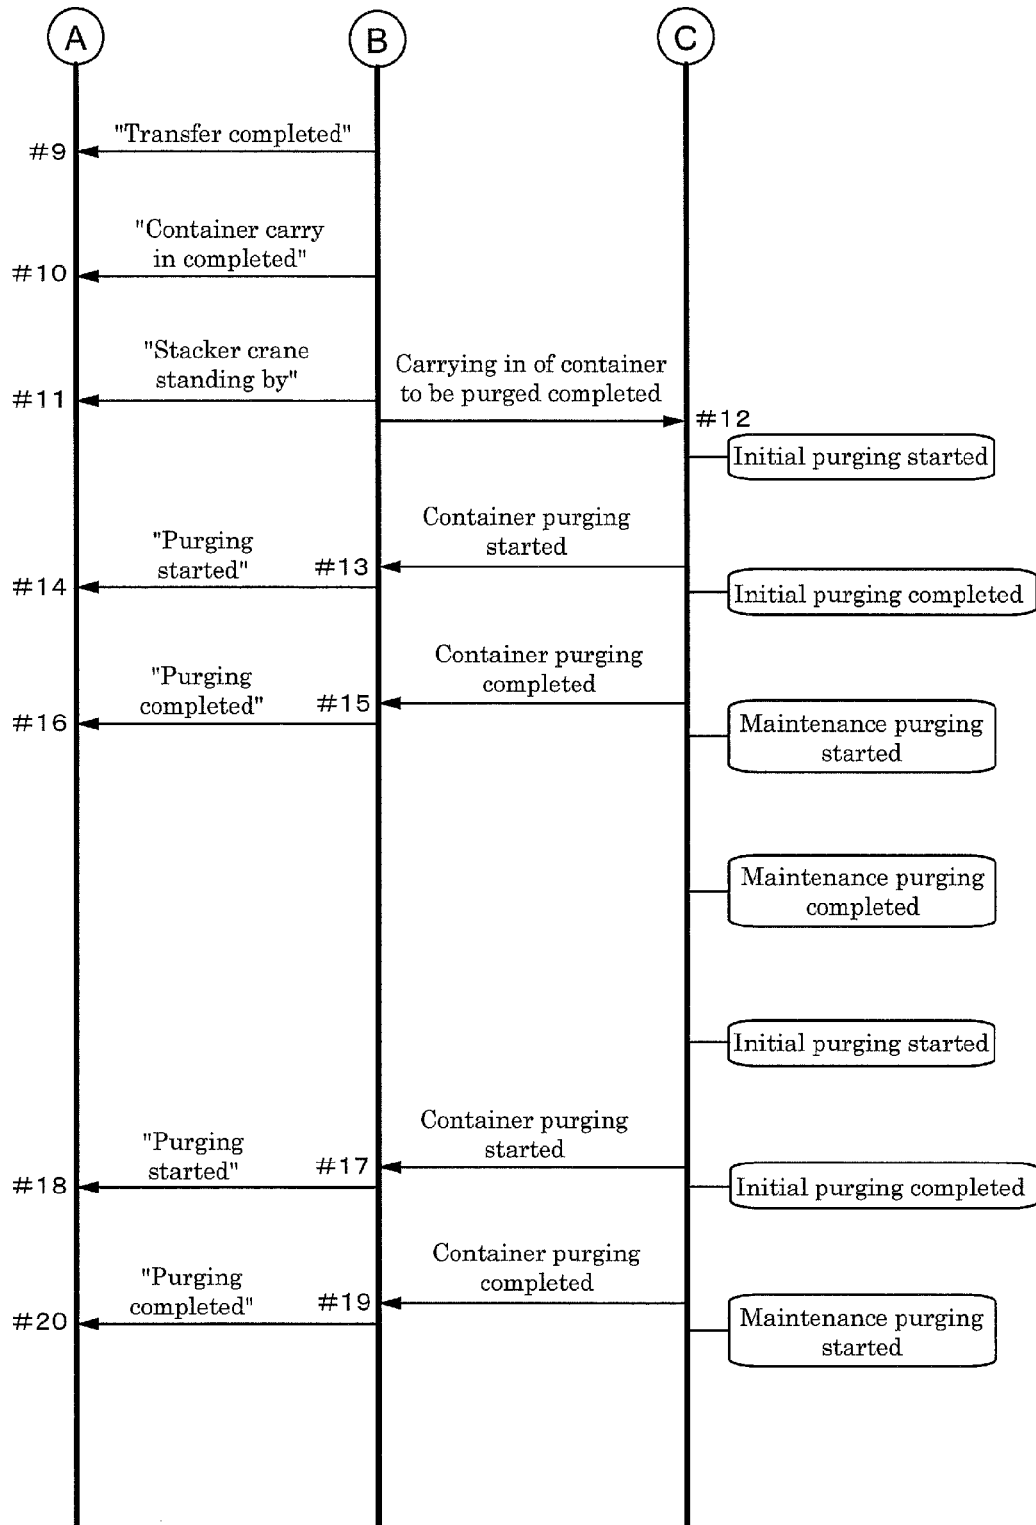 A
B
C
"Transfer completed"
#9
"Container carry
in completed"
#10
"Stacker crane
standing by"
#11
Carrying in of container
to be purged completed
#12
Initial purging started
Container purging
started
#13
"Purging
started"
#14
Initial purging completed
Container purging
completed
#15
"Purging
completed"
#16
Maintenance purging
started
Maintenance purging
completed
Initial purging started
Container purging
started
#17
"Purging
started"
#18
Initial purging completed
Container purging
completed
#19
"Purging
completed"
#20
Maintenance purging
started